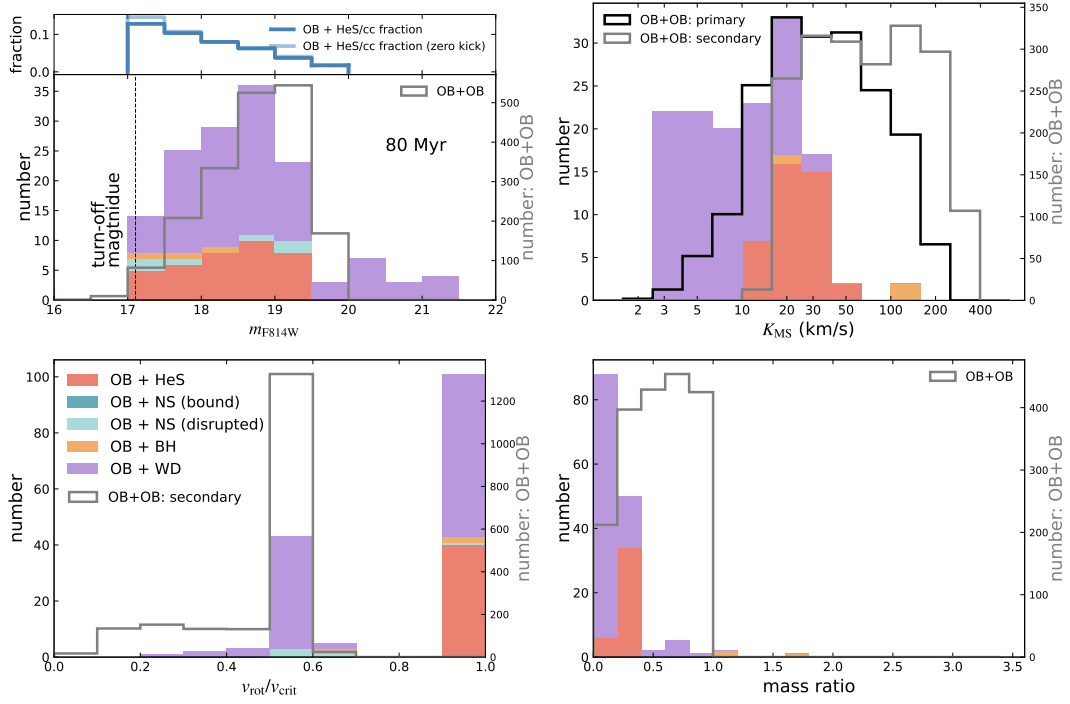 fraction
0.1
0.0
OB + HeS/cc fraction
OB + HeS/cc fraction (zero kick)
number
35
30
25
20
15
10
5
0
turn-off
magtnidue
OB+OB
80 Myr
500
400
300
200
100
0
number: OB+OB
16 17 18 19 20 21 22
m_F814W
number
30
25
20
15
10
5
0
OB+OB: primary
OB+OB: secondary
350
300
250
200
150
100
50
0
number: OB+OB
2 3 5 10 20 30 50 100 200 400
K_MS (km/s)
number
100
80
60
40
20
0
OB + HeS
OB + NS (bound)
OB + NS (disrupted)
OB + BH
OB + WD
OB+OB: secondary
1200
1000
800
600
400
200
0
number: OB+OB
0.0 0.2 0.4 0.6 0.8 1.0
v_rot/v_crit
number
80
60
40
20
0
OB+OB
400
300
200
100
0
number: OB+OB
0.0 0.5 1.0 1.5 2.0 2.5 3.0 3.5
mass ratio